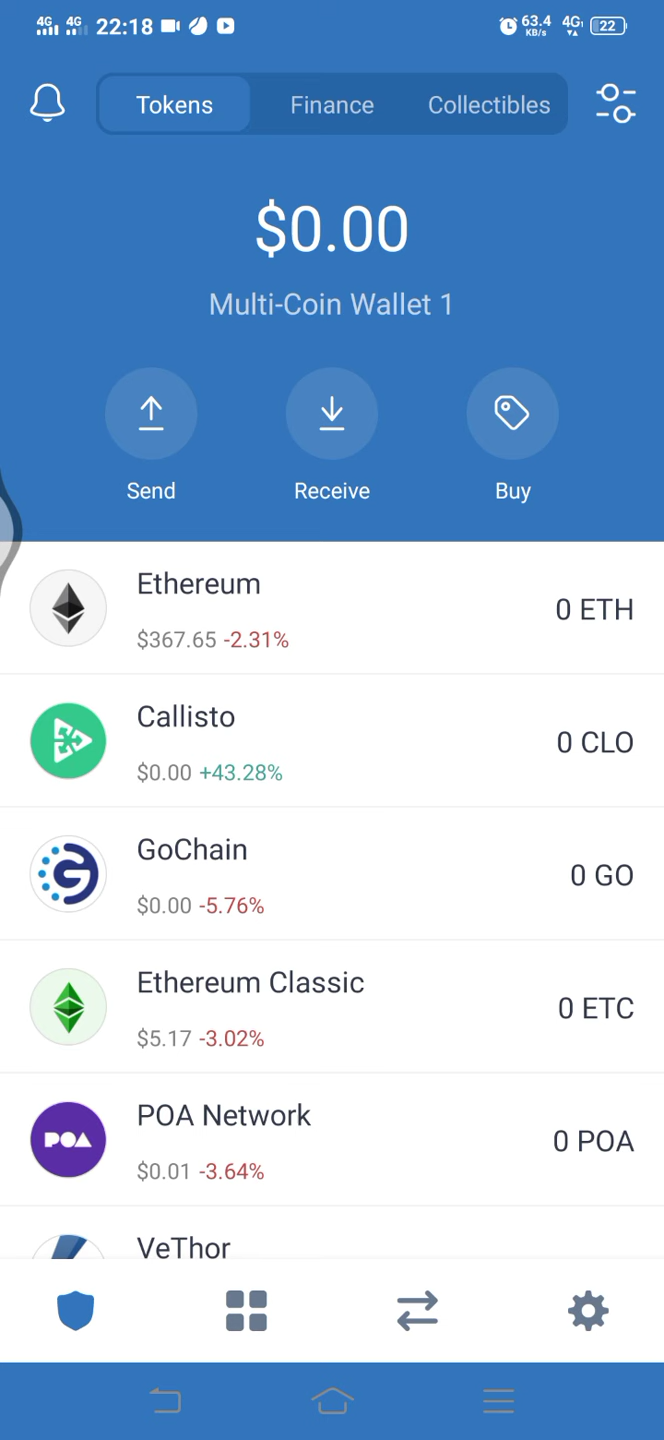 4G 4G 22:18 63.4 KB/s 4G 22
Tokens Finance Collectibles
$0.00
Multi-Coin Wallet 1
Send Receive Buy
Ethereum
0 ETH
$367.65 -2.31%
Callisto
0 CLO
$0.00 +43.28%
GoChain
0 GO
$0.00 -5.76%
Ethereum Classic
0 ETC
$5.17 -3.02%
POA
POA Network
0 POA
$0.01 -3.64%
VeThor